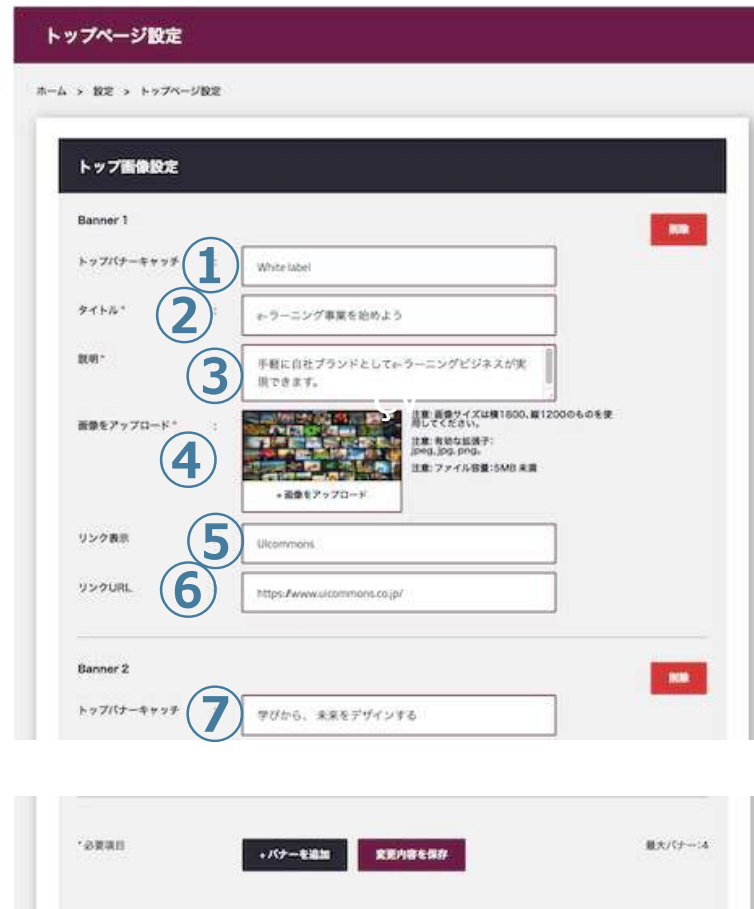 トップページ設定
ホーム > 設定 > トップページ設定
トップ画像設定
Banner 1
削除
トップバナーキャッチ : ① White label
タイトル* : ② e-ラーニング事業を始めよう
説明* ③ 手軽に自社ブランドとしてe-ラーニングビジネスが実
現できます。
画像をアップロード* : ④
+画像をアップロード
注意: 画像サイズは横1800、縦1200のものを使
用してください。
注意: 有効な拡張子:
jpeg、jpg、png。
注意: ファイル容量:5MB 未満
リンク表示 ⑤ UIcommons
リンクURL ⑥ https://www.uicommons.co.jp/
Banner 2
削除
トップバナーキャッチ ⑦ 学びから、未来をデザインする
*必要項目
+バナーを追加
変更内容を保存
最大バナー:4